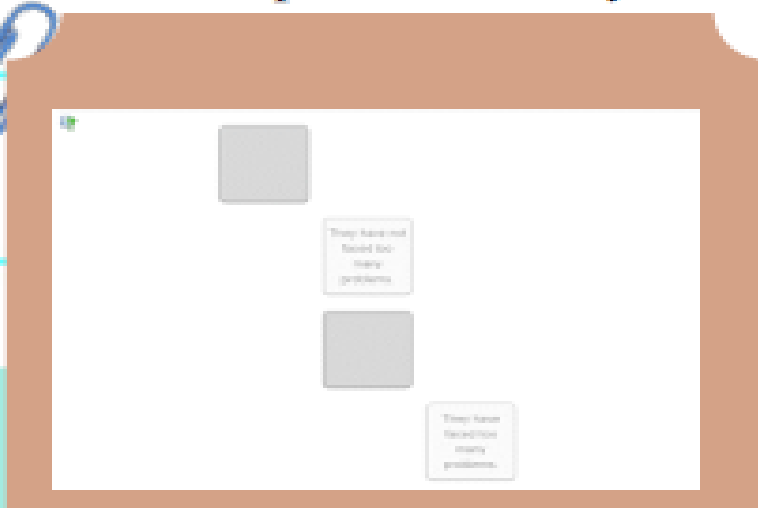 They have not
faced too
many
problems.
They have
faced too
many
problems.